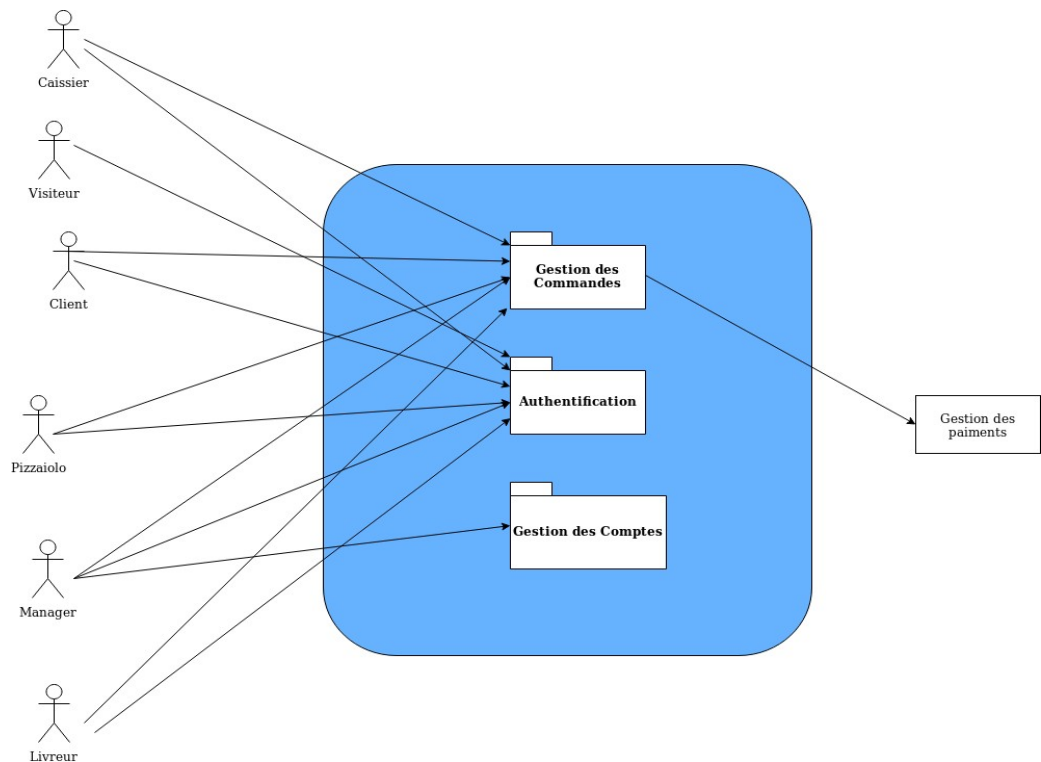 Caissier
Visiteur
Client
Pizzaiolo
Manager
Livreur
Gestion des
Commandes
Authentification
Gestion des Comptes
Gestion des
paiments